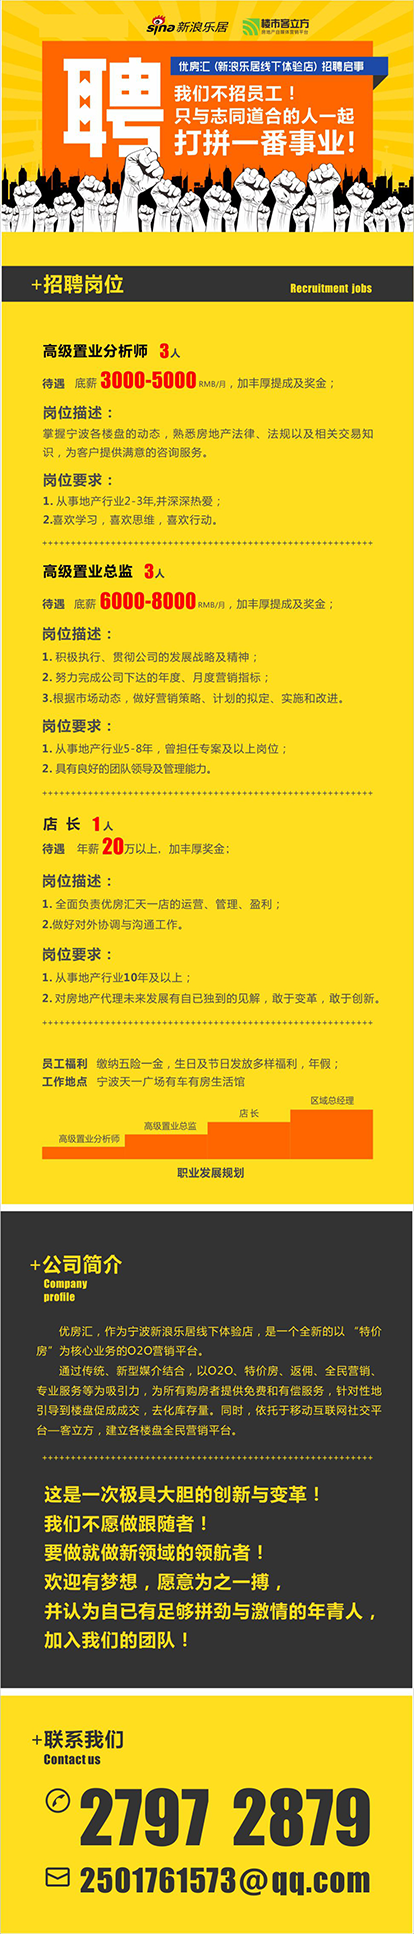 sina 新浪乐居 楼市客立方
房地产自媒体营销平台
优房汇 (新浪乐居线下体验店) 招聘启事
聘
我们不招员工！
只与志同道合的人一起
打拼一番事业!
+招聘岗位 Recruitment jobs
高级置业分析师 3人
待遇 底薪 3000-5000 RMB/月，加丰厚提成及奖金；
岗位描述：
掌握宁波各楼盘的动态，熟悉房地产法律、法规以及相关交易知
识，为客户提供满意的咨询服务。
岗位要求：
1. 从事地产行业2-3年,并深深热爱；
2.喜欢学习，喜欢思维，喜欢行动。
高级置业总监 3人
待遇 底薪 6000-8000 RMB/月，加丰厚提成及奖金；
岗位描述：
1. 积极执行、贯彻公司的发展战略及精神；
2. 努力完成公司下达的年度、月度营销指标；
3.根据市场动态，做好营销策略、计划的拟定、实施和改进。
岗位要求：
1. 从事地产行业5-8年，曾担任专案及以上岗位；
2. 具有良好的团队领导及管理能力。
店 长 1人
待遇 年薪 20万以上，加丰厚奖金；
岗位描述：
1. 全面负责优房汇天一店的运营、管理、盈利；
2.做好对外协调与沟通工作。
岗位要求：
1. 从事地产行业10年及以上；
2. 对房地产代理未来发展有自已独到的见解，敢于变革，敢于创新。
员工福利 缴纳五险一金，生日及节日发放多样福利，年假；
工作地点 宁波天一广场有车有房生活馆
区域总经理
店 长
高级置业总监
高级置业分析师
职业发展规划
+公司简介
Company
profile
优房汇，作为宁波新浪乐居线下体验店，是一个全新的以 “特价
房”为核心业务的O2O营销平台。
通过传统、新型媒介结合，以O2O、特价房、返佣、全民营销、
专业服务等为吸引力，为所有购房者提供免费和有偿服务，针对性地
引导到楼盘促成成交，去化库存量。同时，依托于移动互联网社交平
台—客立方，建立各楼盘全民营销平台。
这是一次极具大胆的创新与变革！
我们不愿做跟随者！
要做就做新领域的领航者！
欢迎有梦想，愿意为之一搏，
并认为自已有足够拼劲与激情的年青人，
加入我们的团队！
+联系我们
Contact us
2797 2879
2501761573@qq.com